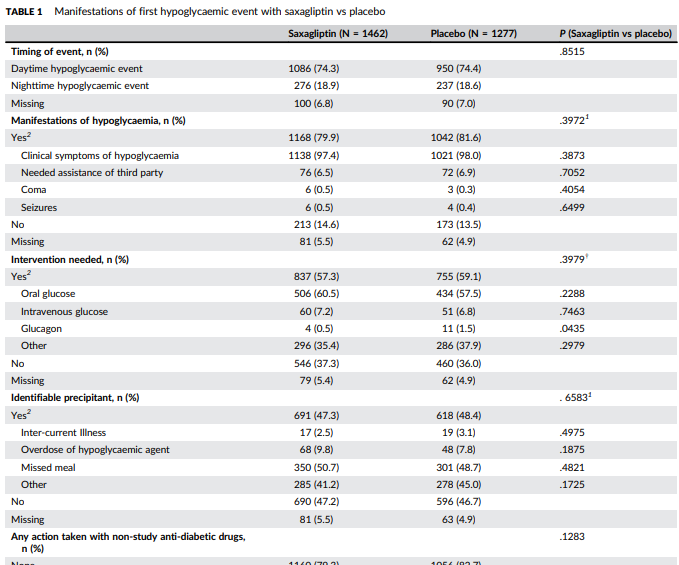 TABLE 1 Manifestations of first hypoglycaemic event with saxagliptin vs placebo
Saxagliptin (N = 1462) Placebo (N = 1277) P (Saxagliptin vs placebo)
Timing of event, n (%) .8515
Daytime hypoglycaemic event 1086 (74.3) 950 (74.4)
Nighttime hypoglycaemic event 276 (18.9) 237 (18.6)
Missing 100 (6.8) 90 (7.0)
Manifestations of hypoglycaemia, n (%) .3972‡
Yes² 1168 (79.9) 1042 (81.6)
Clinical symptoms of hypoglycaemia 1138 (97.4) 1021 (98.0) .3873
Needed assistance of third party 76 (6.5) 72 (6.9) .7052
Coma 6 (0.5) 3 (0.3) .4054
Seizures 6 (0.5) 4 (0.4) .6499
No 213 (14.6) 173 (13.5)
Missing 81 (5.5) 62 (4.9)
Intervention needed, n (%) .3979
Yes² 837 (57.3) 755 (59.1)
Oral glucose 506 (60.5) 434 (57.5) .2288
Intravenous glucose 60 (7.2) 51 (6.8) .7463
Glucagon 4 (0.5) 11 (1.5) .0435
Other 296 (35.4) 286 (37.9) .2979
No 546 (37.3) 460 (36.0)
Missing 79 (5.4) 62 (4.9)
Identifiable precipitant, n (%) . 6583‡
Yes² 691 (47.3) 618 (48.4)
Inter-current Illness 17 (2.5) 19 (3.1) .4975
Overdose of hypoglycaemic agent 68 (9.8) 48 (7.8) .1875
Missed meal 350 (50.7) 301 (48.7) .4821
Other 285 (41.2) 278 (45.0) .1725
No 690 (47.2) 596 (46.7)
Missing 81 (5.5) 63 (4.9)
Any action taken with non-study anti-diabetic drugs, .1283
n (%)